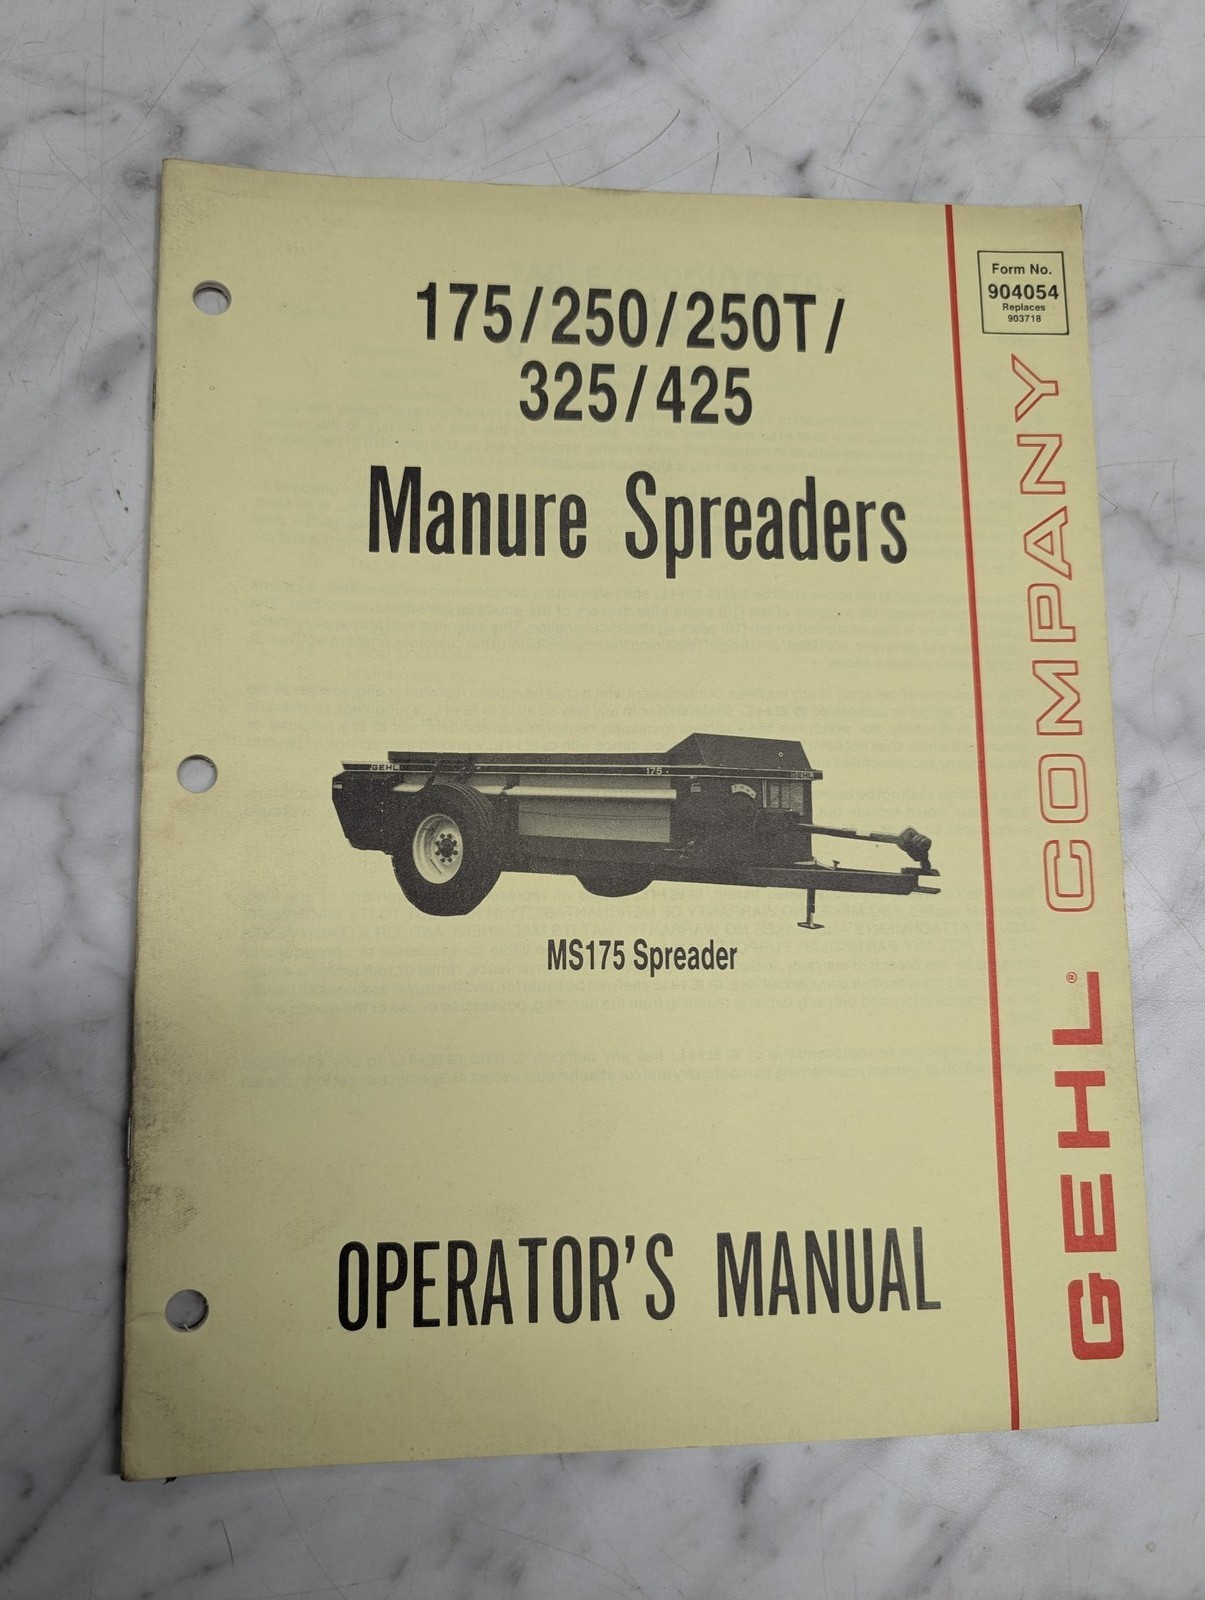 Form No.
904054
Replaces
903718
175/250/250T/
325/425
Manure Spreaders
GEHL
175
GEHL
MS175 Spreader
OPERATOR'S MANUAL
GEHL® COMPANY